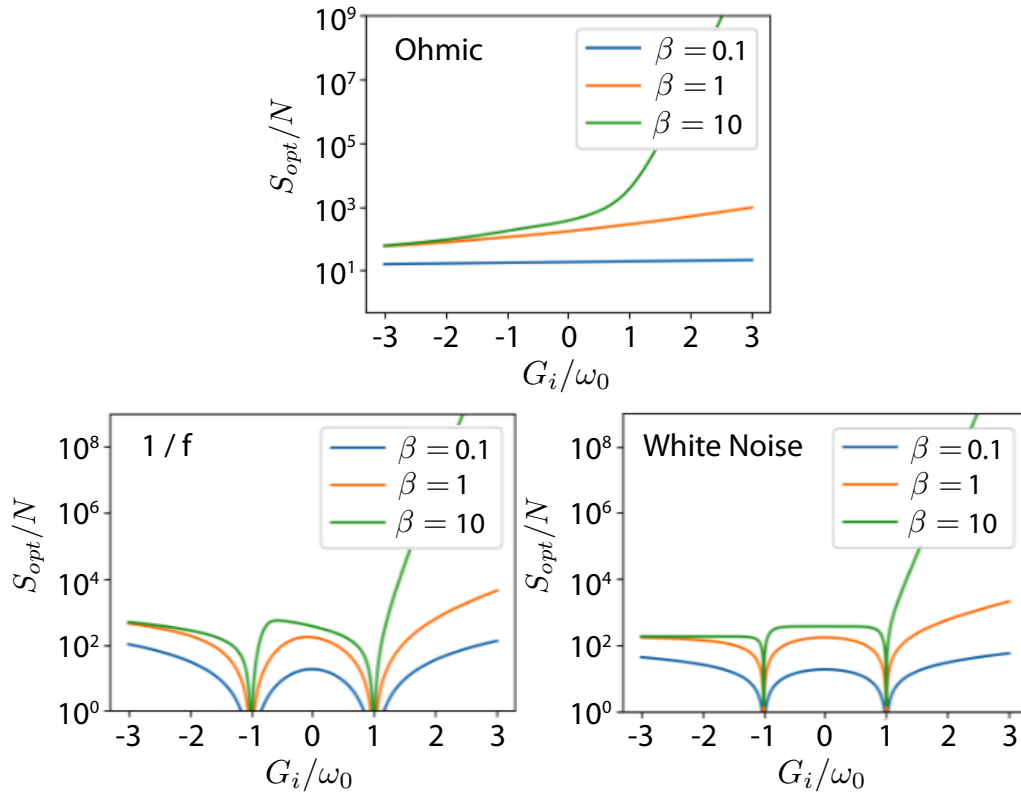 Ohmic
β = 0.1
β = 1
β = 10
S_opt/N
10^9
10^7
10^5
10^3
10^1
-3 -2 -1 0 1 2 3
G_i/ω_0
1 / f
β = 0.1
β = 1
β = 10
S_opt/N
10^8
10^6
10^4
10^2
10^0
-3 -2 -1 0 1 2 3
G_i/ω_0
White Noise
β = 0.1
β = 1
β = 10
S_opt/N
10^8
10^6
10^4
10^2
10^0
-3 -2 -1 0 1 2 3
G_i/ω_0